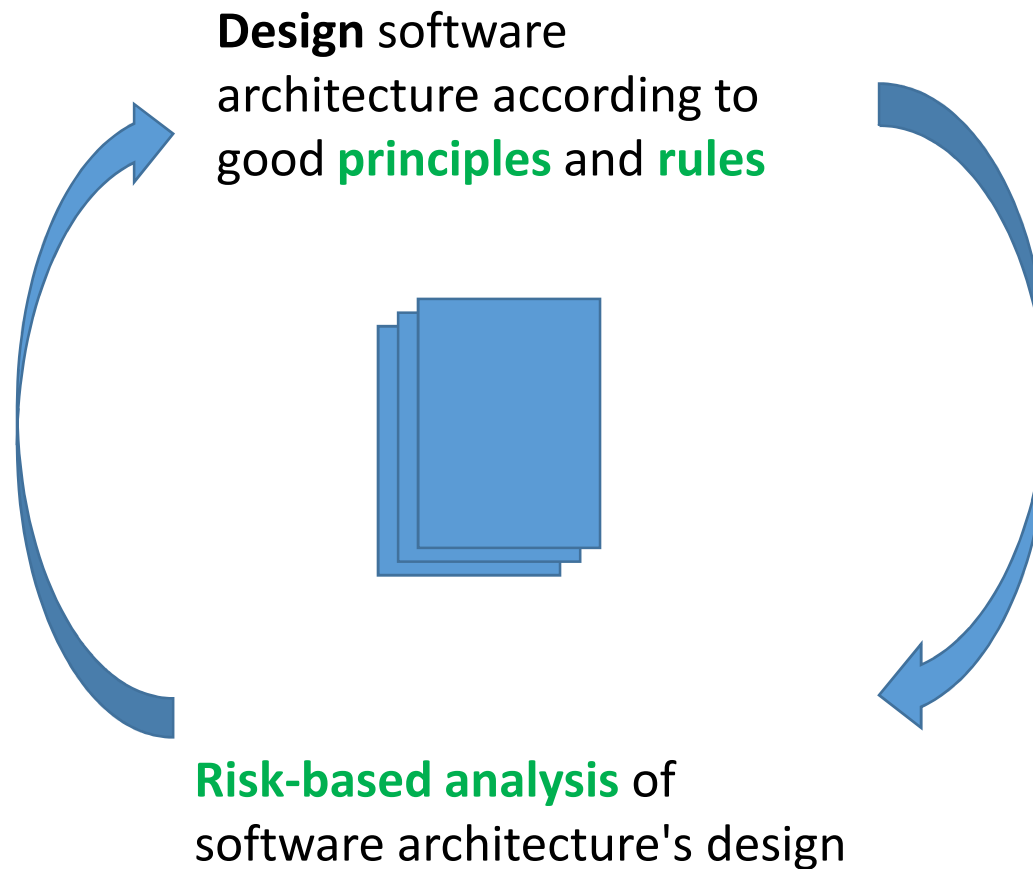 Design software
architecture according to
good principles and rules
Risk-based analysis of
software architecture's design